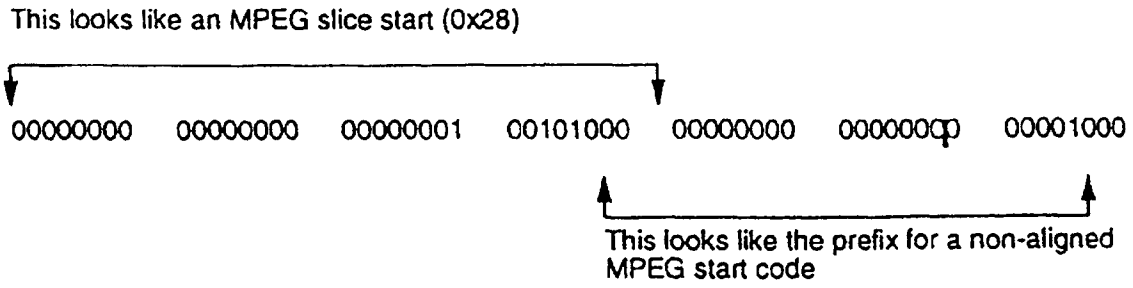 This looks like an MPEG slice start (0x28)
00000000 00000000 00000001 00101000 00000000 00000000 00001000
This looks like the prefix for a non-aligned
MPEG start code